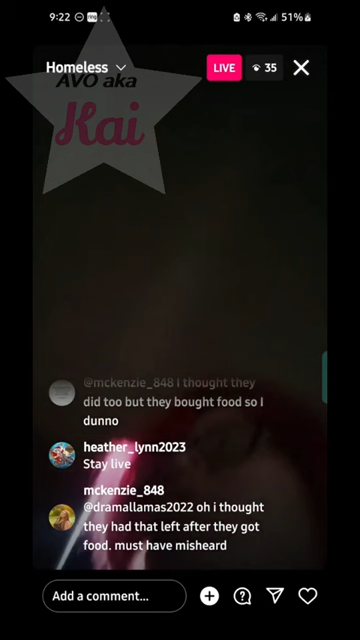 9:22
ring
51%
Homeless
LIVE
35
AVO aka
Kai
@mckenzie_848 I thought they
did too but they bought food so I
dunno
heather_lynn2023
Stay live
mckenzie_848
@dramallamas2022 oh i thought
they had that left after they got
food. must have misheard
Add a comment...